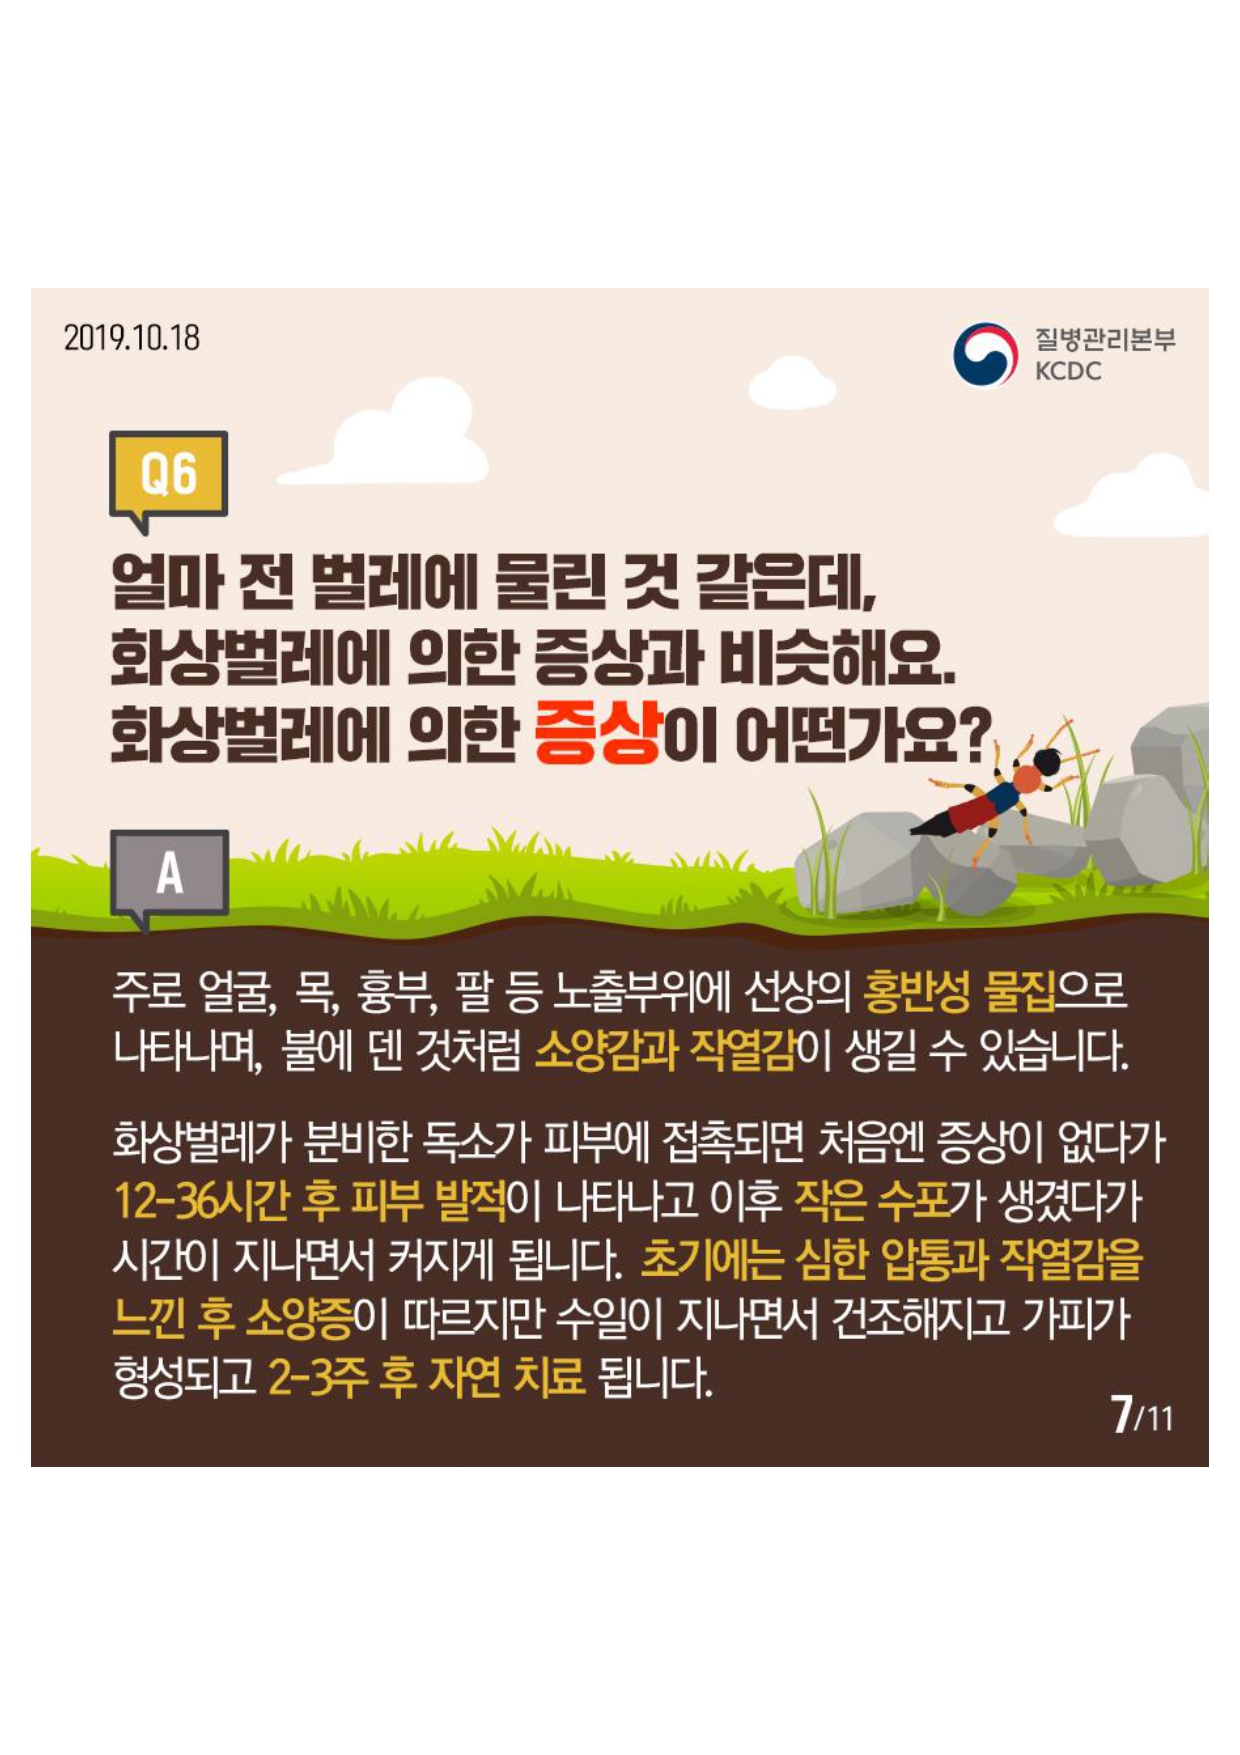 2019.10.18
질병관리본부
KCDC
Q6
얼마 전 벌레에 물린 것 같은데,
화상벌레에 의한 증상과 비슷해요.
화상벌레에 의한 증상이 어떤가요?
A
주로 얼굴, 목, 흉부, 팔 등 노출부위에 선상의 홍반성 물집으로
나타나며, 불에 덴 것처럼 소양감과 작열감이 생길 수 있습니다.
화상벌레가 분비한 독소가 피부에 접촉되면 처음엔 증상이 없다가
12-36시간 후 피부 발적이 나타나고 이후 작은 수포가 생겼다가
시간이 지나면서 커지게 됩니다. 초기에는 심한 압통과 작열감을
느낀 후 소양증이 따르지만 수일이 지나면서 건조해지고 가피가
형성되고 2-3주 후 자연 치료 됩니다.
7/11